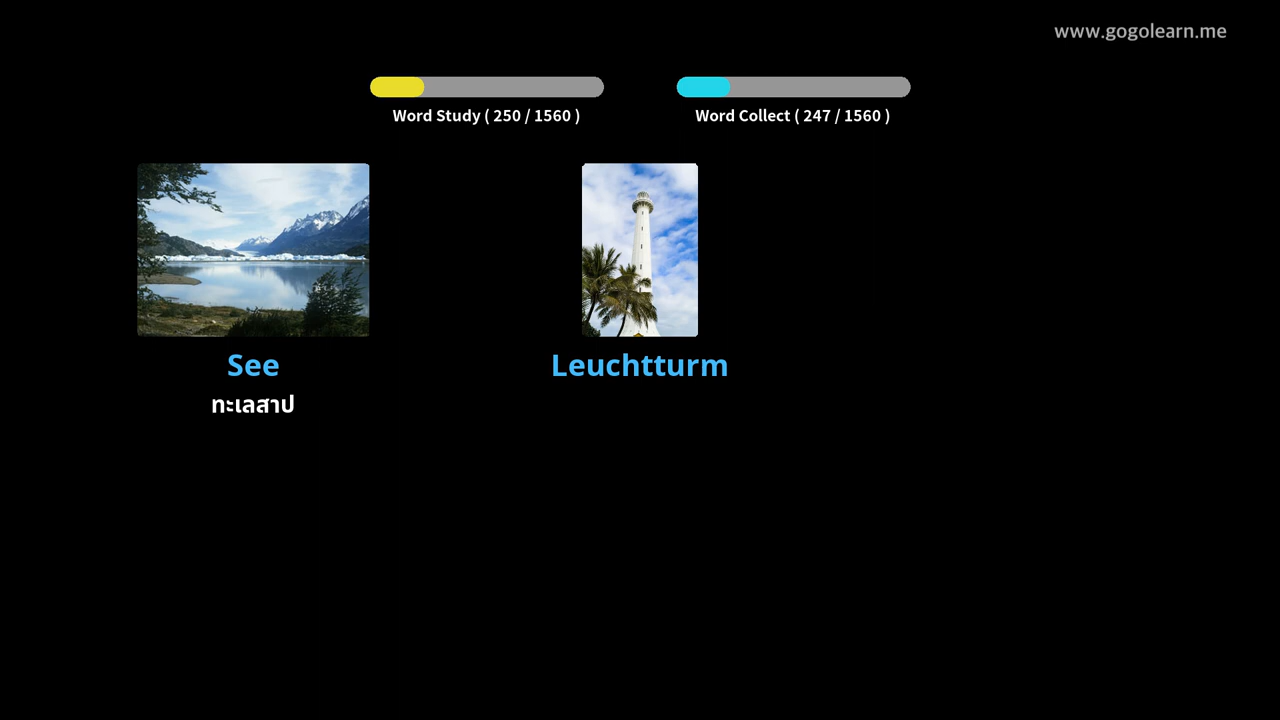 www.gogolearn.me
Word Study ( 250 / 1560 )
Word Collect ( 247 / 1560 )
See
ทะเลสาป
Leuchtturm